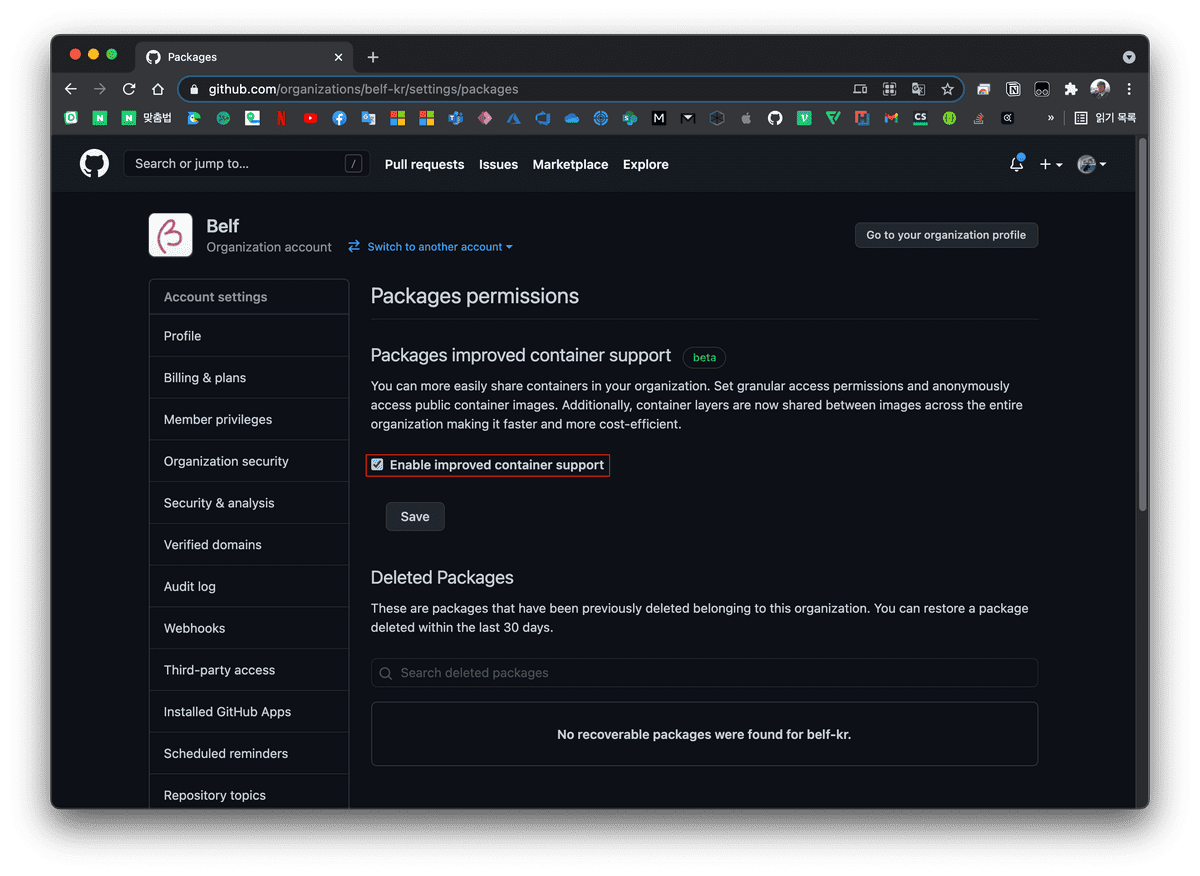 Packages
github.com/organizations/belf-kr/settings/packages
맞춤법
CS
» 읽기 목록
Search or jump to... /
Pull requests Issues Marketplace Explore
Belf
Organization account Switch to another account
Go to your organization profile
Account settings
Profile
Billing & plans
Member privileges
Organization security
Security & analysis
Verified domains
Audit log
Webhooks
Third-party access
Installed GitHub Apps
Scheduled reminders
Repository topics
Packages permissions
Packages improved container support beta
You can more easily share containers in your organization. Set granular access permissions and anonymously
access public container images. Additionally, container layers are now shared between images across the entire
organization making it faster and more cost-efficient.
Enable improved container support
Save
Deleted Packages
These are packages that have been previously deleted belonging to this organization. You can restore a package
deleted within the last 30 days.
Search deleted packages
No recoverable packages were found for belf-kr.